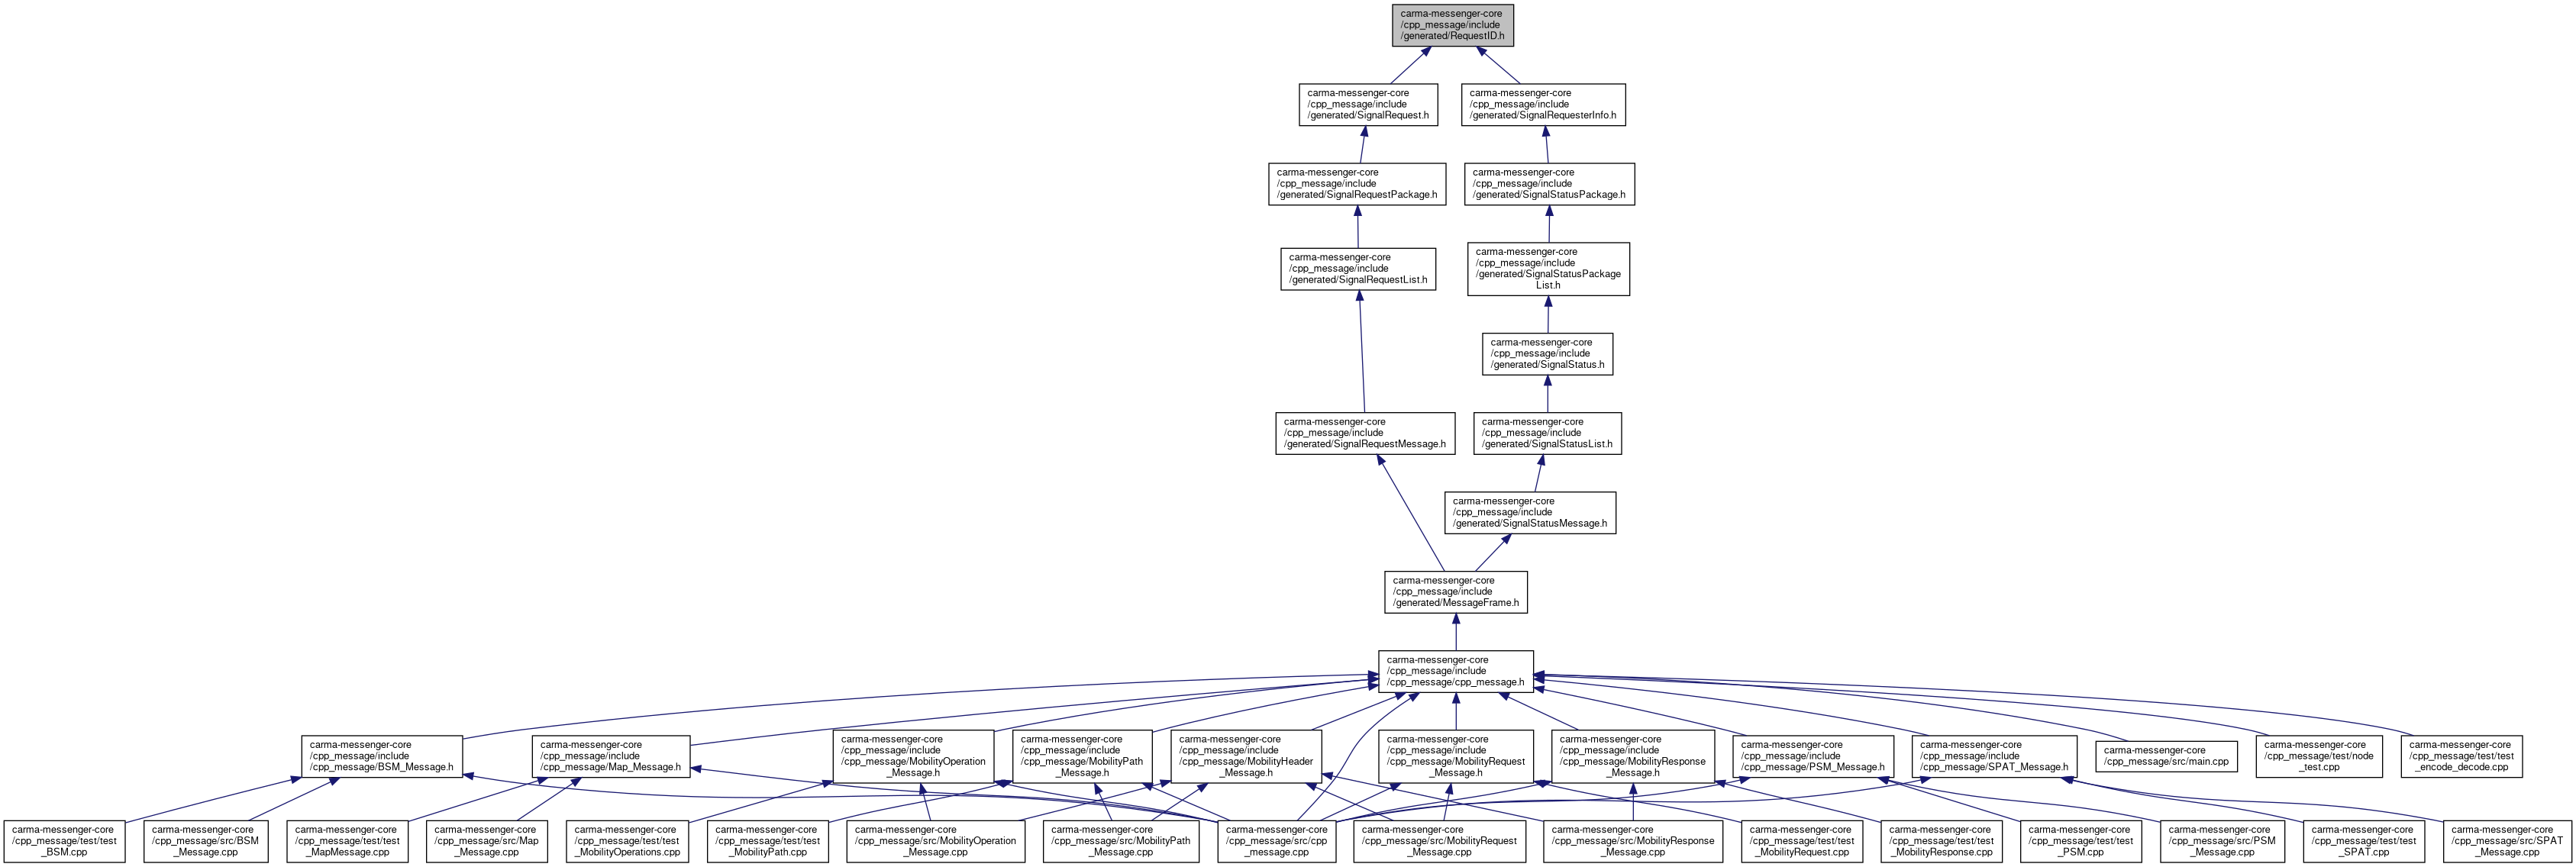 carma-messenger-core
/cpp_message/include
/generated/RequestID.h
carma-messenger-core
/cpp_message/include
/generated/SignalRequest.h
carma-messenger-core
/cpp_message/include
/generated/SignalRequesterInfo.h
carma-messenger-core
/cpp_message/include
/generated/SignalRequestPackage.h
carma-messenger-core
/cpp_message/include
/generated/SignalStatusPackage.h
carma-messenger-core
/cpp_message/include
/generated/SignalRequestList.h
carma-messenger-core
/cpp_message/include
/generated/SignalStatusPackage
List.h
carma-messenger-core
/cpp_message/include
/generated/SignalStatus.h
carma-messenger-core
/cpp_message/include
/generated/SignalRequestMessage.h
carma-messenger-core
/cpp_message/include
/generated/SignalStatusList.h
carma-messenger-core
/cpp_message/include
/generated/SignalStatusMessage.h
carma-messenger-core
/cpp_message/include
/generated/MessageFrame.h
carma-messenger-core
/cpp_message/include
/cpp_message/cpp_message.h
carma-messenger-core
/cpp_message/include
/cpp_message/BSM_Message.h
carma-messenger-core
/cpp_message/include
/cpp_message/Map_Message.h
carma-messenger-core
/cpp_message/include
/cpp_message/MobilityOperation
_Message.h
carma-messenger-core
/cpp_message/include
/cpp_message/MobilityPath
_Message.h
carma-messenger-core
/cpp_message/include
/cpp_message/MobilityHeader
_Message.h
carma-messenger-core
/cpp_message/include
/cpp_message/MobilityRequest
_Message.h
carma-messenger-core
/cpp_message/include
/cpp_message/MobilityResponse
_Message.h
carma-messenger-core
/cpp_message/include
/cpp_message/PSM_Message.h
carma-messenger-core
/cpp_message/include
/cpp_message/SPAT_Message.h
carma-messenger-core
/cpp_message/src/main.cpp
carma-messenger-core
/cpp_message/test/node
_test.cpp
carma-messenger-core
/cpp_message/test/test
_encode_decode.cpp
carma-messenger-core
/cpp_message/test/test
_BSM.cpp
carma-messenger-core
/cpp_message/src/BSM
_Message.cpp
carma-messenger-core
/cpp_message/test/test
_MapMessage.cpp
carma-messenger-core
/cpp_message/src/Map
_Message.cpp
carma-messenger-core
/cpp_message/test/test
_MobilityOperations.cpp
carma-messenger-core
/cpp_message/test/test
_MobilityPath.cpp
carma-messenger-core
/cpp_message/src/MobilityOperation
_Message.cpp
carma-messenger-core
/cpp_message/src/MobilityPath
_Message.cpp
carma-messenger-core
/cpp_message/src/cpp
_message.cpp
carma-messenger-core
/cpp_message/src/MobilityRequest
_Message.cpp
carma-messenger-core
/cpp_message/src/MobilityResponse
_Message.cpp
carma-messenger-core
/cpp_message/test/test
_MobilityRequest.cpp
carma-messenger-core
/cpp_message/test/test
_MobilityResponse.cpp
carma-messenger-core
/cpp_message/test/test
_PSM.cpp
carma-messenger-core
/cpp_message/src/PSM
_Message.cpp
carma-messenger-core
/cpp_message/test/test
_SPAT.cpp
carma-messenger-core
/cpp_message/src/SPAT
_Message.cpp